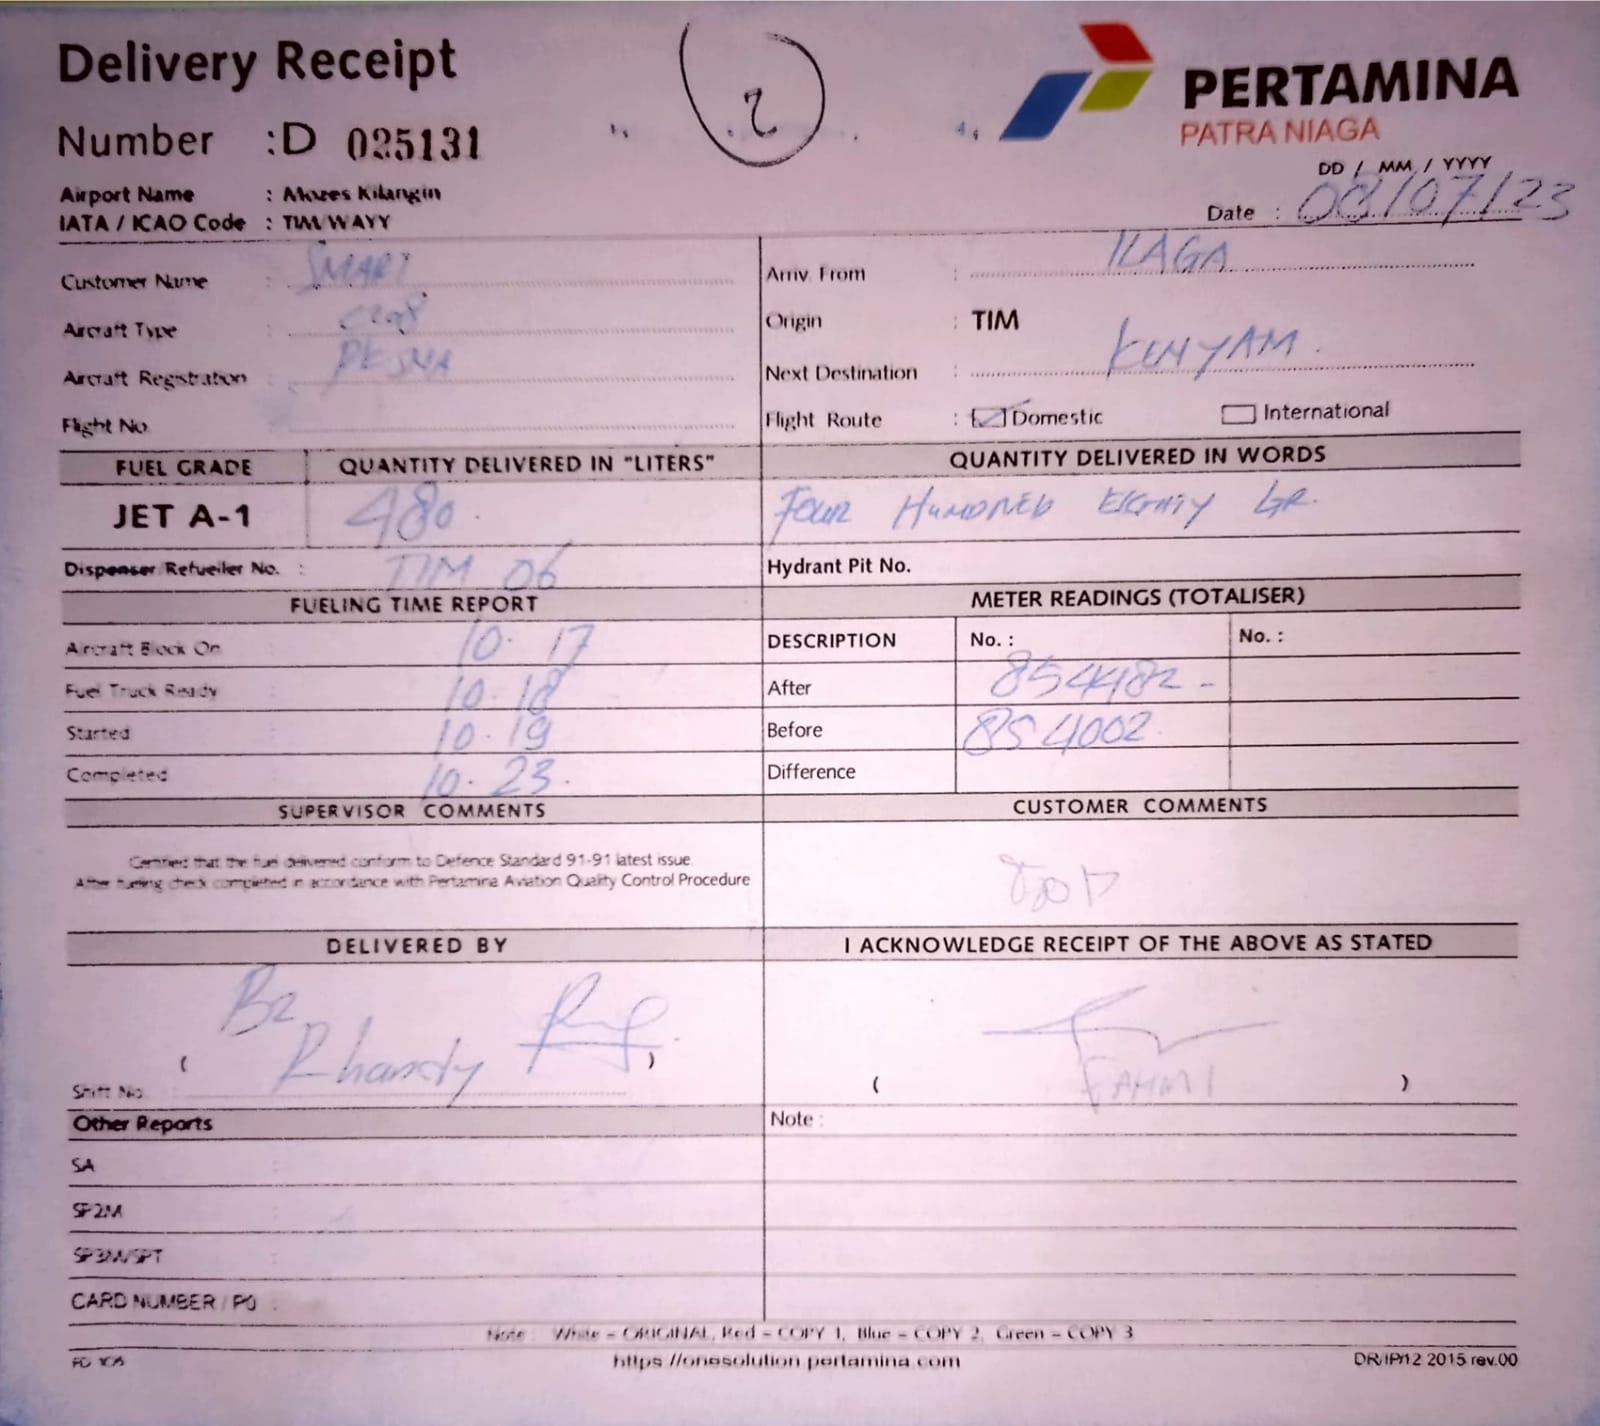 Delivery Receipt
2
PERTAMINA
PATRA NIAGA
Number :D 025131
DD / MM / YYYY
Airport Name : Mozes Kilangin
Date : 08/07/23
IATA / ICAO Code : TIM/WAYY
Customer Name : SMART
Arriv. From : ILAGA
Aircraft Type : C208
Origin : TIM
Aircraft Registration : PK SNA
Next Destination : KENYAM.
Flight No.
Flight Route : Domestic International
FUEL GRADE QUANTITY DELIVERED IN "LITERS" QUANTITY DELIVERED IN WORDS
JET A-1 480. FOUR HUNDRED EIGHTY LTR.
Dispenser/Refueller No. : TIM 06
Hydrant Pit No.
FUELING TIME REPORT METER READINGS (TOTALISER)
Aircraft Block On 10.17
DESCRIPTION No. : No. :
Fuel Truck Ready 10.18
After 854482 -
Started 10.19
Before 854002
Completed 10.23.
Difference
SUPERVISOR COMMENTS CUSTOMER COMMENTS
Certified that the fuel delivered conform to Defence Standard 91-91 latest issue.
After fueling check completed in accordance with Pertamina Aviation Quality Control Procedure
DELIVERED BY I ACKNOWLEDGE RECEIPT OF THE ABOVE AS STATED
B2
( Rhandy )
( FAHMI )
Shift No.
Other Reports
Note :
SA :
SP2M :
SP3M/SPT :
CARD NUMBER / PO :
Note : White = ORIGINAL, Red = COPY 1, Blue = COPY 2, Green = COPY 3
https://onesolution.pertamina.com
DR/IP/12 2015 rev.00